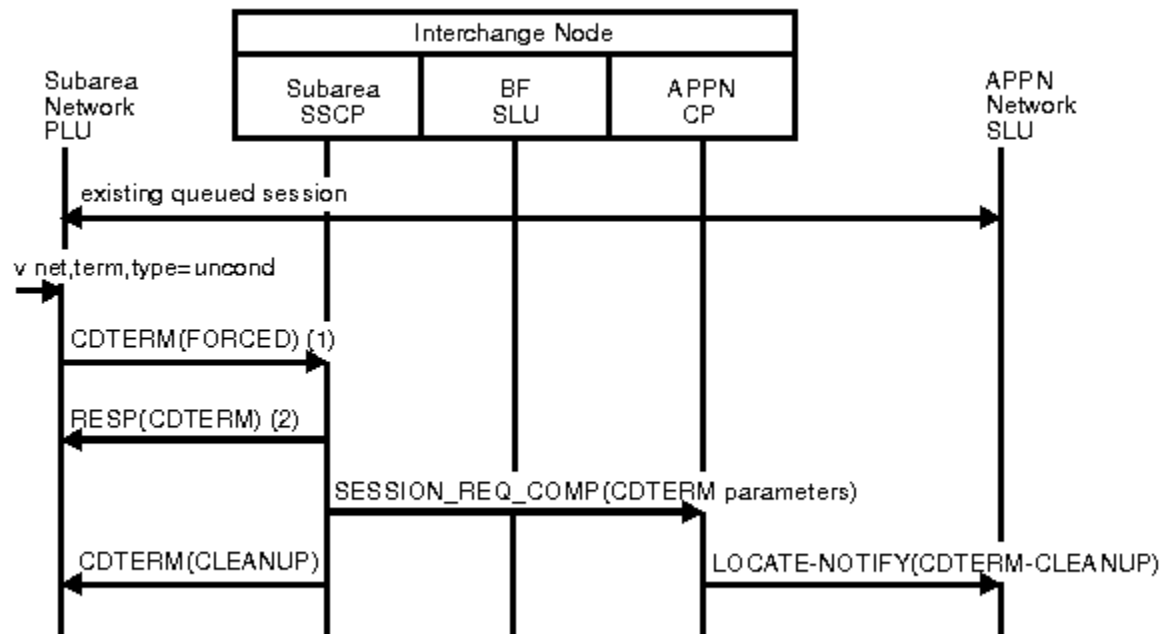 Interchange Node
Subarea
Network
PLU
Subarea
SSCP
BF
SLU
APPN
CP
APPN
Network
SLU
existing queued session
v net,term,type=uncond
CDTERM(FORCED) (1)
RESP(CDTERM) (2)
SESSION_REQ_COMP(CDTERM parameters)
CDTERM(CLEANUP)
LOCATE-NOTIFY(CDTERM-CLEANUP)